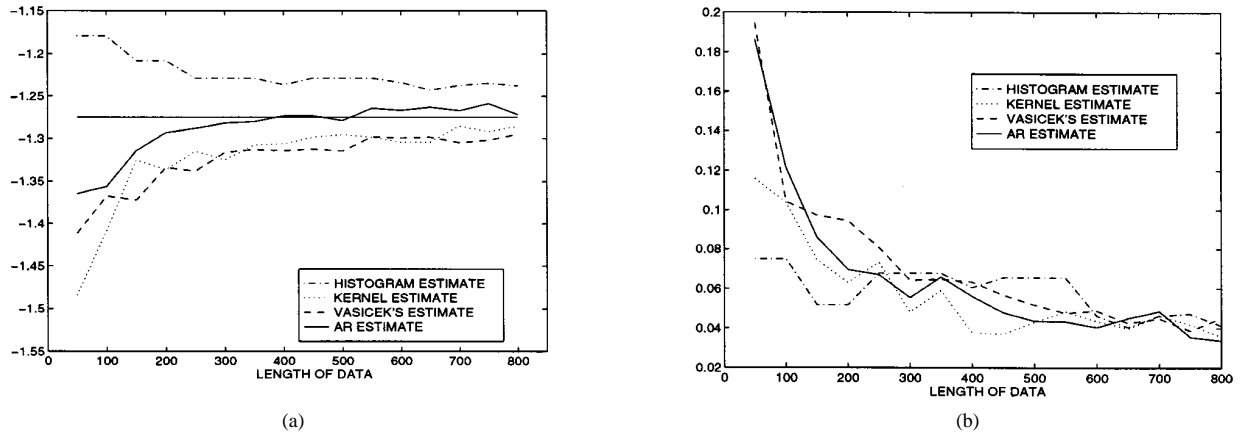 −1.15
−1.2
−1.25
−1.3
−1.35
−1.4
−1.45
−1.5
−1.55
0 100 200 300 400 500 600 700 800
LENGTH OF DATA
HISTOGRAM ESTIMATE
KERNEL ESTIMATE
VASICEK'S ESTIMATE
AR ESTIMATE
(a)
0.2
0.18
0.16
0.14
0.12
0.1
0.08
0.06
0.04
0.02
0 100 200 300 400 500 600 700 800
LENGTH OF DATA
HISTOGRAM ESTIMATE
KERNEL ESTIMATE
VASICEK'S ESTIMATE
AR ESTIMATE
(b)